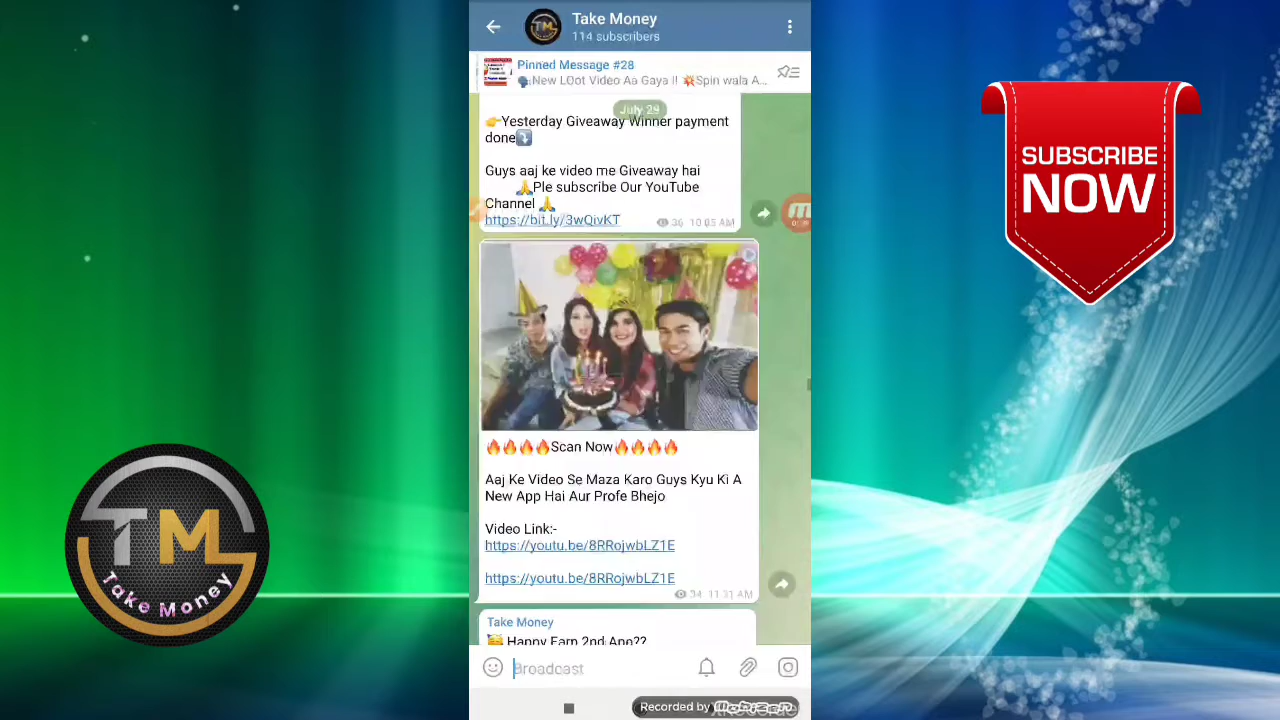 Take Money
114 subscribers
Pinned Message #28
🗣New LOot Video Aa Gaya !! 💥Spin wala A...
July 29
👉Yesterday Giveaway Winner payment
done⤵️
Guys aaj ke video me Giveaway hai
🙏Ple subscribe Our YouTube
Channel 🙏
https://bit.ly/3wQivKT
36 10:05 AM
🔥🔥🔥🔥Scan Now🔥🔥🔥🔥
Aaj Ke Video Se Maza Karo Guys Kyu Ki A
New App Hai Aur Profe Bhejo
Video Link:-
https://youtu.be/8RRojwbLZ1E
https://youtu.be/8RRojwbLZ1E
34 11:31 AM
Take Money
🥰 Happy Earn 2nd App??
Broadcast
Recorded by
SUBSCRIBE
NOW
TM
Take Money